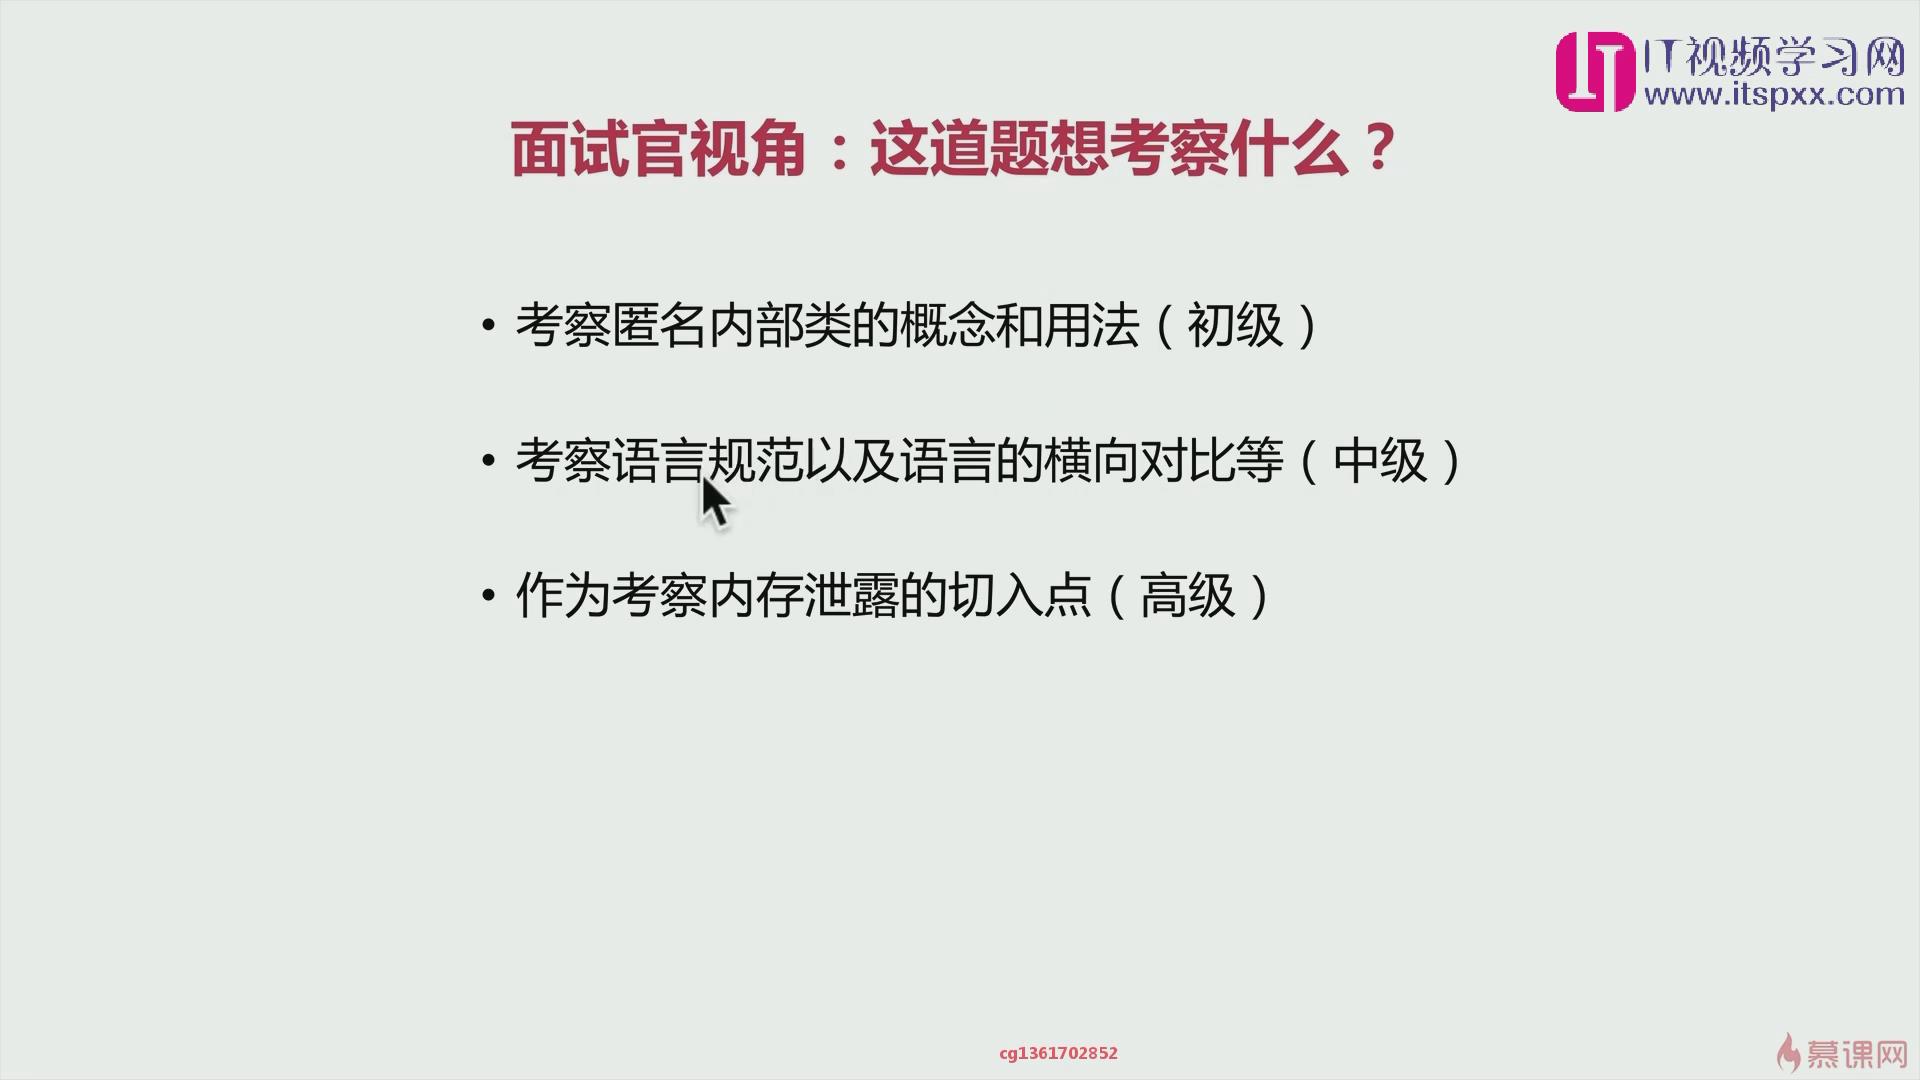 IT视频学习网
www.itspxx.com
面试官视角：这道题想考察什么？
• 考察匿名内部类的概念和用法（初级）
• 考察语言规范以及语言的横向对比等（中级）
• 作为考察内存泄露的切入点（高级）
cg1361702852
慕课网